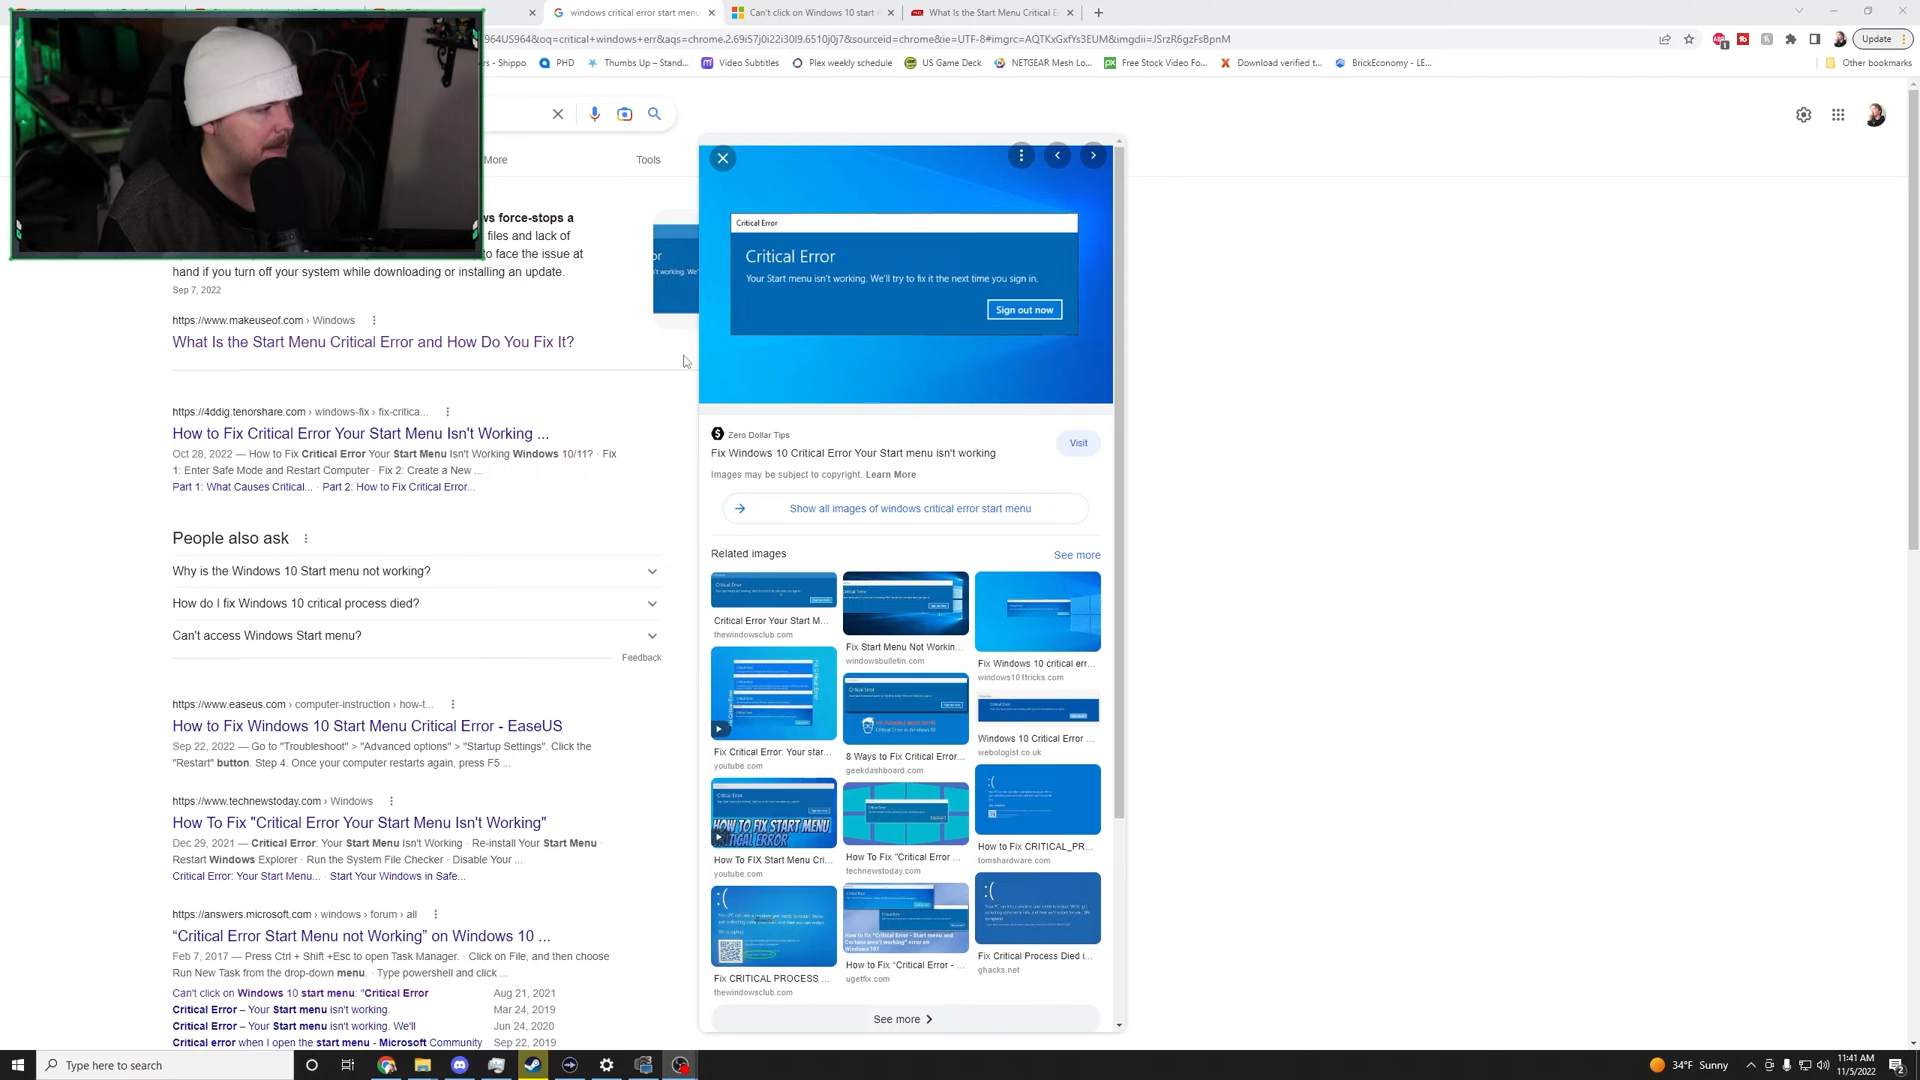 windows critical error start menu
Can't click on Windows 10 start
What Is the Start Menu Critical E
964US964&oq=critical+windows+err&aqs=chrome.2.69i57j0i22i30l9.6510j0j7&sourceid=chrome&ie=UTF-8#imgrc=AQTKxGxfYs3EUM&imgdii=JSrzR6gzFsBpnM
Update
rs - Shippo
PHD
Thumbs Up – Stand...
Video Subtitles
Plex weekly schedule
US Game Deck
NETGEAR Mesh Lo...
Free Stock Video Fo...
Download verified t...
BrickEconomy - LE...
Other bookmarks
More
Tools
ws force-stops a
files and lack of
to face the issue at
hand if you turn off your system while downloading or installing an update.
Sep 7, 2022
https://www.makeuseof.com › Windows
What Is the Start Menu Critical Error and How Do You Fix It?
https://4ddig.tenorshare.com › windows-fix › fix-critica...
How to Fix Critical Error Your Start Menu Isn't Working ...
Oct 28, 2022 — How to Fix Critical Error Your Start Menu Isn't Working Windows 10/11? · Fix
1: Enter Safe Mode and Restart Computer · Fix 2: Create a New ...
Part 1: What Causes Critical... · Part 2: How to Fix Critical Error...
People also ask
Why is the Windows 10 Start menu not working?
How do I fix Windows 10 critical process died?
Can't access Windows Start menu?
Feedback
https://www.easeus.com › computer-instruction › how-t...
How to Fix Windows 10 Start Menu Critical Error - EaseUS
Sep 22, 2022 — Go to "Troubleshoot" > "Advanced options" > "Startup Settings". Click the
"Restart" button. Step 4. Once your computer restarts again, press F5 ...
https://www.technewstoday.com › Windows
How To Fix "Critical Error Your Start Menu Isn't Working"
Dec 29, 2021 — Critical Error: Your Start Menu Isn't Working · Re-install Your Start Menu ·
Restart Windows Explorer · Run the System File Checker · Disable Your ...
Critical Error: Your Start Menu... · Start Your Windows in Safe...
https://answers.microsoft.com › windows › forum › all
“Critical Error Start Menu not Working” on Windows 10 ...
Feb 7, 2017 — Press Ctrl + Shift +Esc to open Task Manager. · Click on File, and then choose
Run New Task from the drop-down menu. · Type powershell and click ...
Can't click on Windows 10 start menu: "Critical Error Aug 21, 2021
Critical Error – Your Start menu isn't working. Mar 24, 2019
Critical Error – Your Start menu isn't working. We'll Jun 24, 2020
Critical error when I open the start menu - Microsoft Community Sep 22, 2019
Critical Error
Critical Error
Your Start menu isn't working. We'll try to fix it the next time you sign in.
Sign out now
Zero Dollar Tips
Visit
Fix Windows 10 Critical Error Your Start menu isn't working
Images may be subject to copyright. Learn More
Show all images of windows critical error start menu
Related images
See more
Critical Error Your Start M...
thewindowsclub.com
Fix Start Menu Not Workin...
windowsbulletin.com
Fix Windows 10 critical err...
windows101tricks.com
Fix Critical Error: Your star...
youtube.com
8 Ways to Fix Critical Error...
geekdashboard.com
Windows 10 Critical Error ...
webologist.co.uk
HOW TO FIX START MENU
CRITICAL ERROR
How To FIX Start Menu Cri...
youtube.com
How To Fix "Critical Error ...
technewstoday.com
How to Fix CRITICAL_PR...
tomshardware.com
Fix CRITICAL PROCESS ...
thewindowsclub.com
How to fix "Critical Error - Start menu and
Cortana aren't working" error on
Windows 10?
How to Fix “Critical Error - ...
ugetfix.com
Fix Critical Process Died i...
ghacks.net
See more
Type here to search
34°F Sunny
11:41 AM
11/5/2022